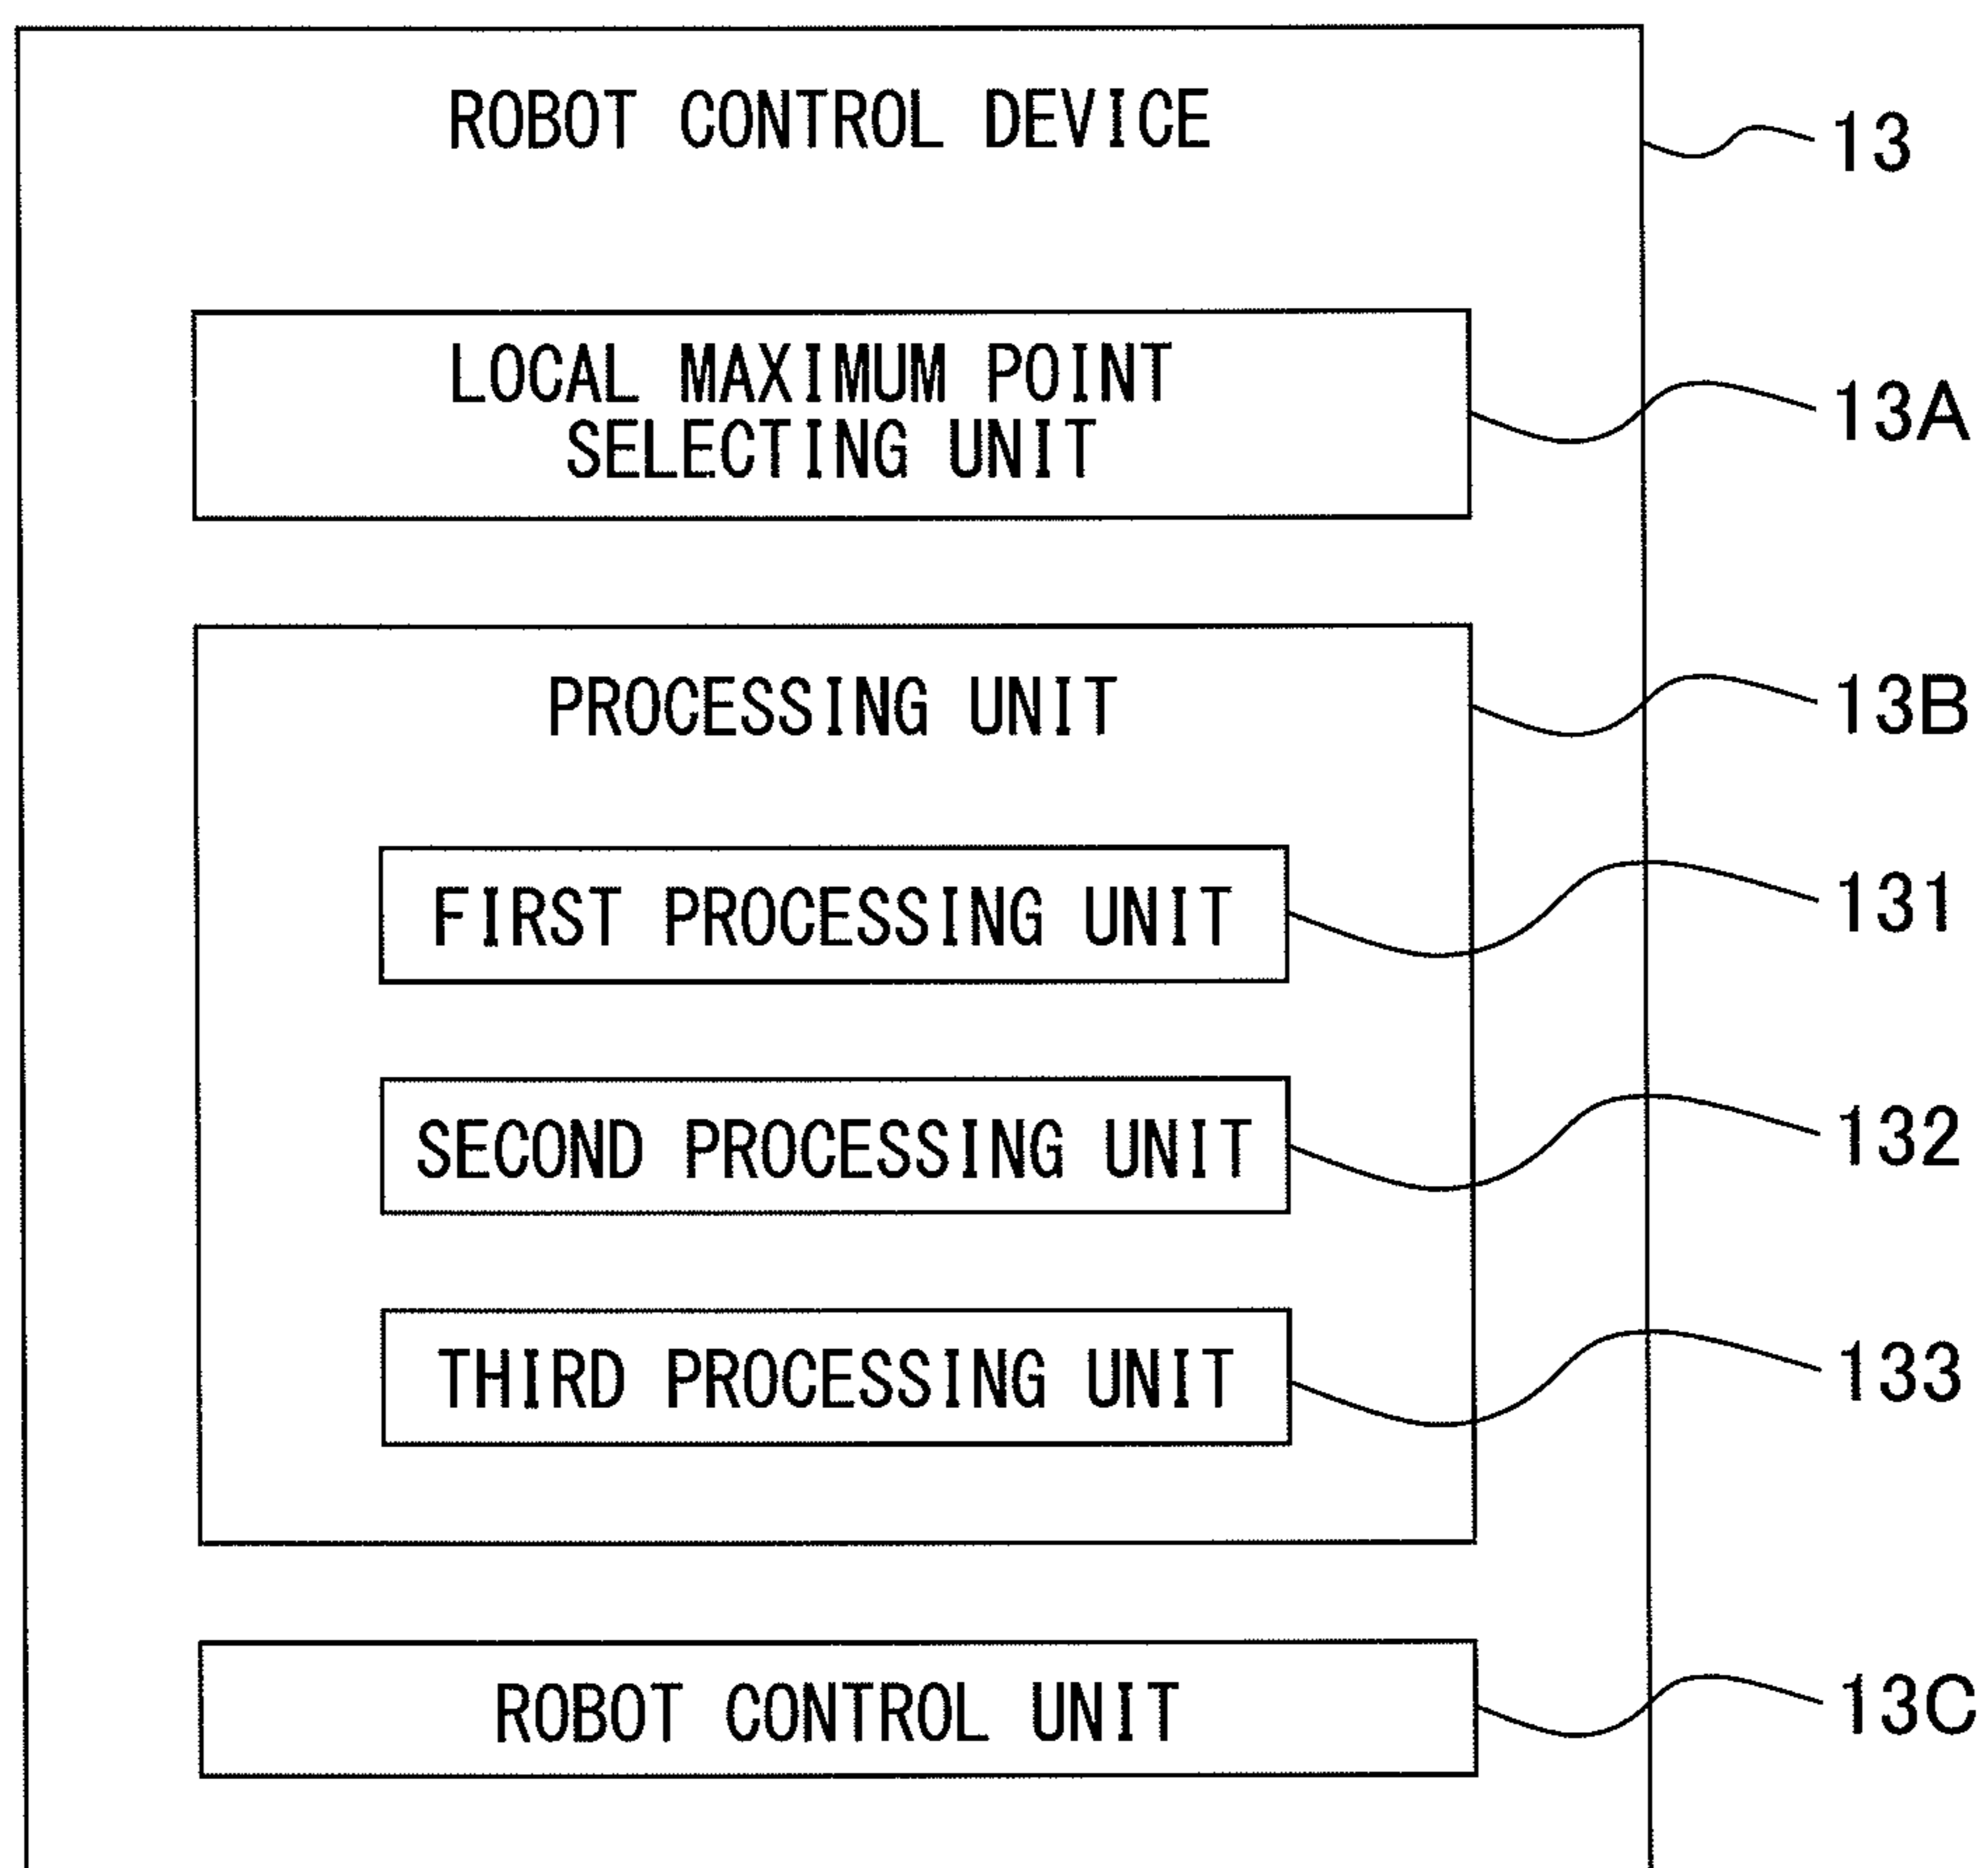 ROBOT CONTROL DEVICE
13
LOCAL MAXIMUM POINT
SELECTING UNIT
13A
PROCESSING UNIT
13B
FIRST PROCESSING UNIT
131
SECOND PROCESSING UNIT
132
THIRD PROCESSING UNIT
133
ROBOT CONTROL UNIT
13C